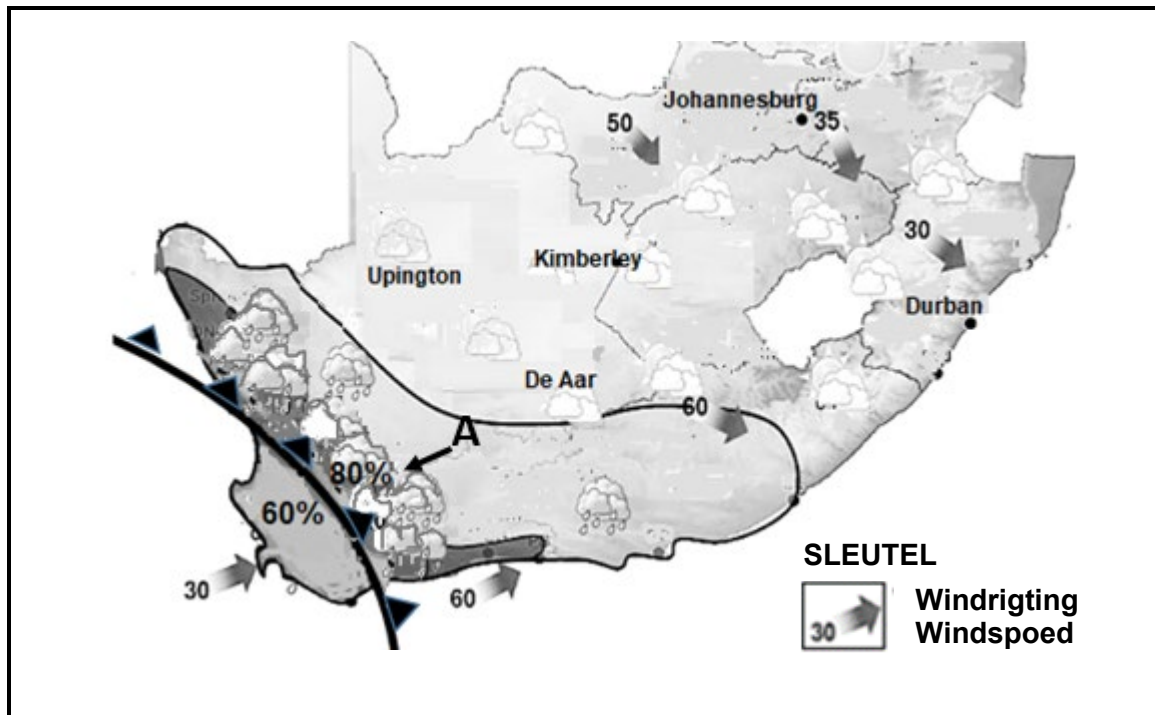 Johannesburg
50
35
30
Kimberley
Upington
Durban
De Aar
60
A
80%
60%
30
60
SLEUTEL
30
Windrigting
Windspoed